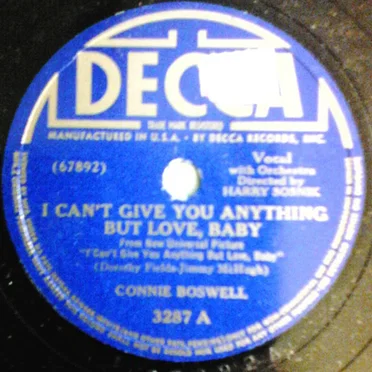 DECCA
MANUFACTURED IN U.S.A. - BY DECCA RECORDS, INC.
(67892)
Vocal
with Orchestra
Directed by
HARRY SOSNIK
I CAN'T GIVE YOU ANYTHING
BUT LOVE, BABY
From New Universal Picture
"I Can't Give You Anything But Love, Baby"
(Dorothy Fields-Jimmy McHugh)
CONNIE BOSWELL
3287 A